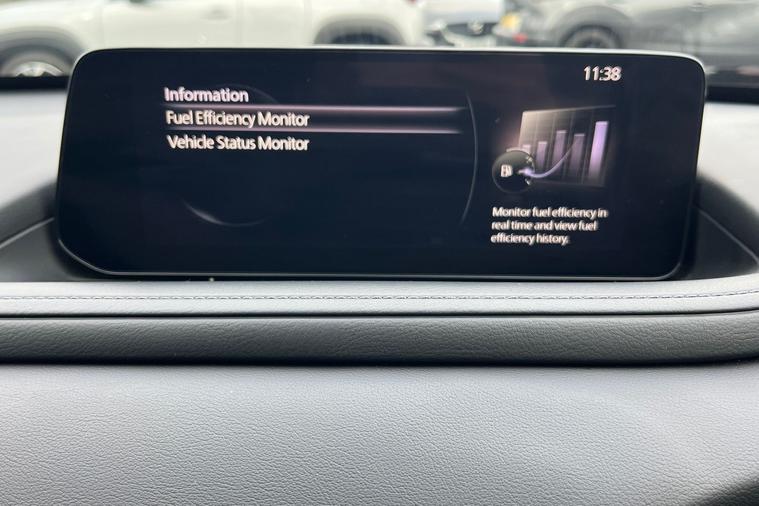 11:38
Information
Fuel Efficiency Monitor
Vehicle Status Monitor
Monitor fuel efficiency in
real time and view fuel
efficiency history.